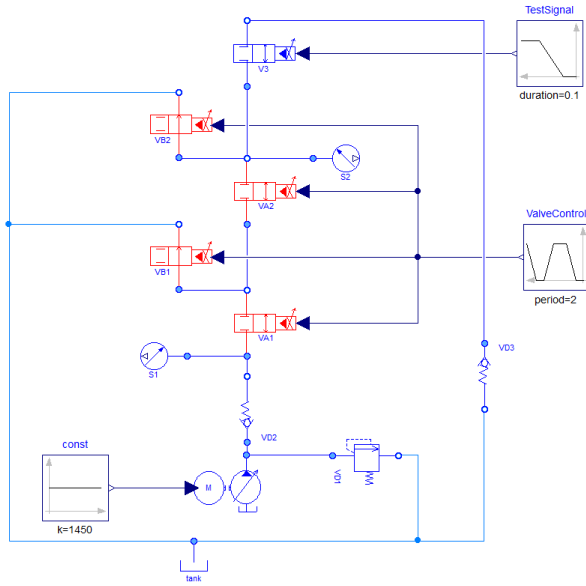 TestSignal
V3
duration=0.1
VB2
S2
VA2
ValveControl
VB1
period=2
VA1
VD3
S1
VD2
const
M
VD1
k=1450
tank